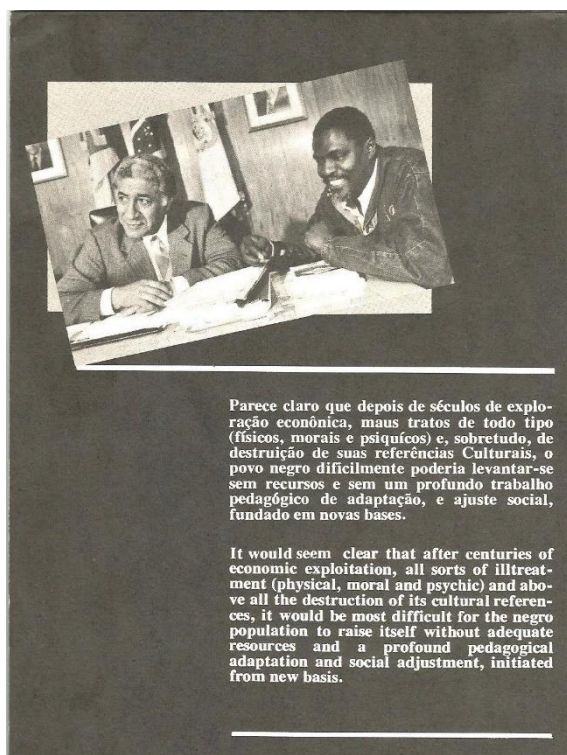 Parece claro que depois de séculos de explo-
ração econônica, maus tratos de todo tipo
(físicos, morais e psiquícos) e, sobretudo, de
destruição de suas referências Culturais, o
povo negro dificilmente poderia levantar-se
sem recursos e sem um profundo trabalho
pedagógico de adaptação, e ajuste social,
fundado em novas bases.
It would seem clear that after centuries of
economic exploitation, all sorts of illtreat-
ment (physical, moral and psychic) and abo-
ve all the destruction of its cultural referen-
ces, it would be most difficult for the negro
population to raise itself without adequate
resources and a profound pedagogical
adaptation and social adjustment, initiated
from new basis.